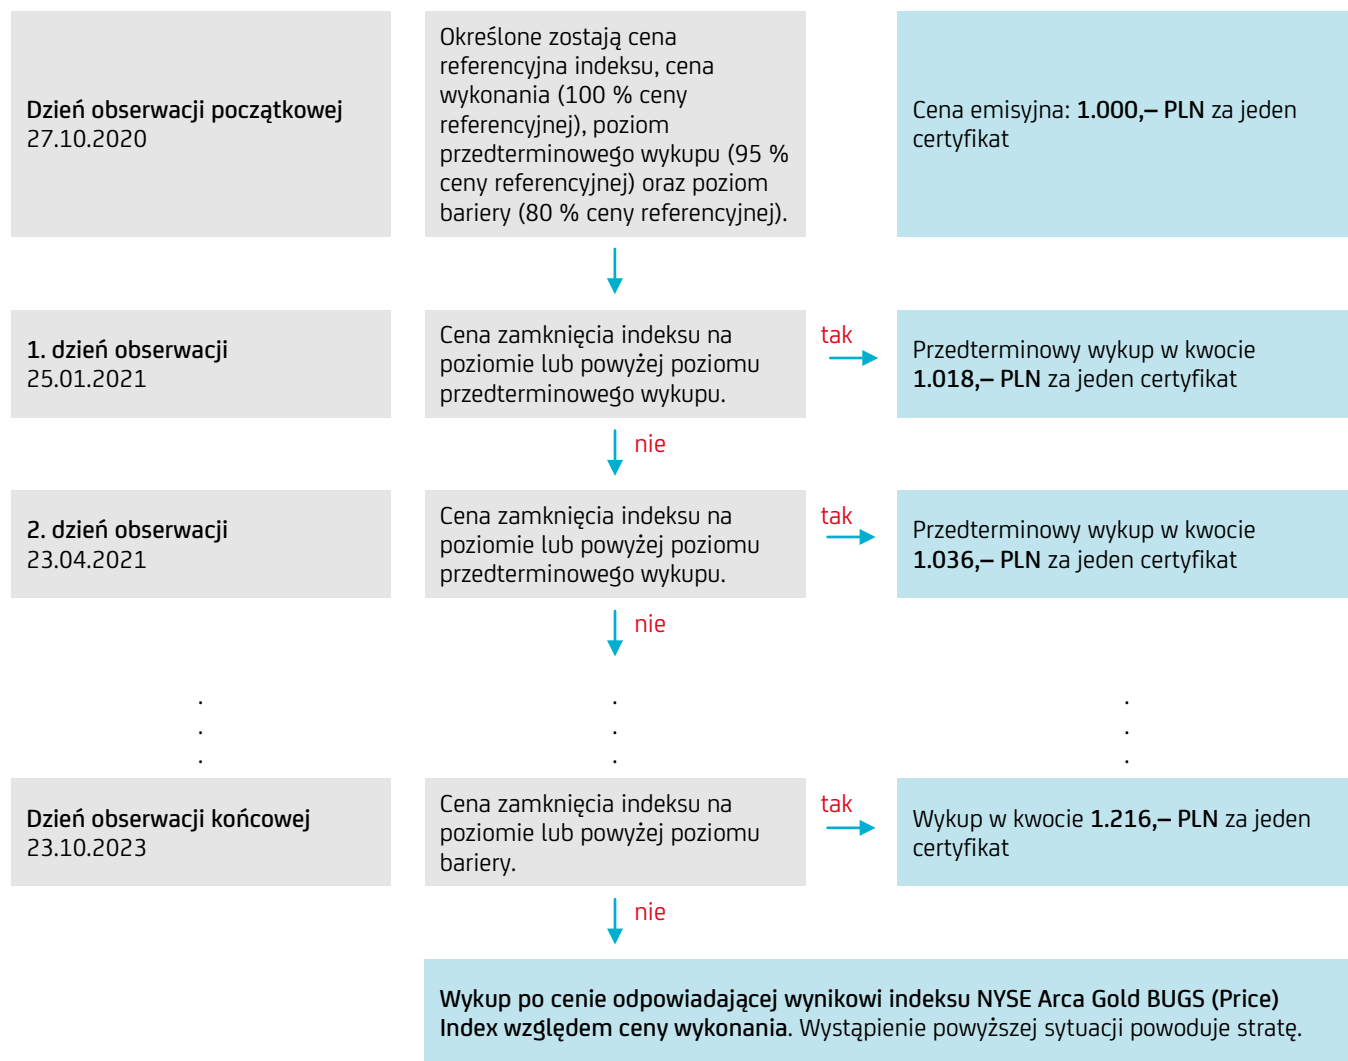 Dzień obserwacji początkowej
27.10.2020
Określone zostają cena
referencyjna indeksu, cena
wykonania (100 % ceny
referencyjnej), poziom
przedterminowego wykupu (95 %
ceny referencyjnej) oraz poziom
bariery (80 % ceny referencyjnej).
Cena emisyjna: 1.000,– PLN za jeden
certyfikat
1. dzień obserwacji
25.01.2021
Cena zamknięcia indeksu na
poziomie lub powyżej poziomu
przedterminowego wykupu.
tak
Przedterminowy wykup w kwocie
1.018,– PLN za jeden certyfikat
nie
2. dzień obserwacji
23.04.2021
Cena zamknięcia indeksu na
poziomie lub powyżej poziomu
przedterminowego wykupu.
tak
Przedterminowy wykup w kwocie
1.036,– PLN za jeden certyfikat
nie
. . .
. . .
. . .
Dzień obserwacji końcowej
23.10.2023
Cena zamknięcia indeksu na
poziomie lub powyżej poziomu
bariery.
tak
Wykup w kwocie 1.216,– PLN za jeden
certyfikat
nie
Wykup po cenie odpowiadającej wynikowi indeksu NYSE Arca Gold BUGS (Price)
Index względem ceny wykonania. Wystąpienie powyższej sytuacji powoduje stratę.